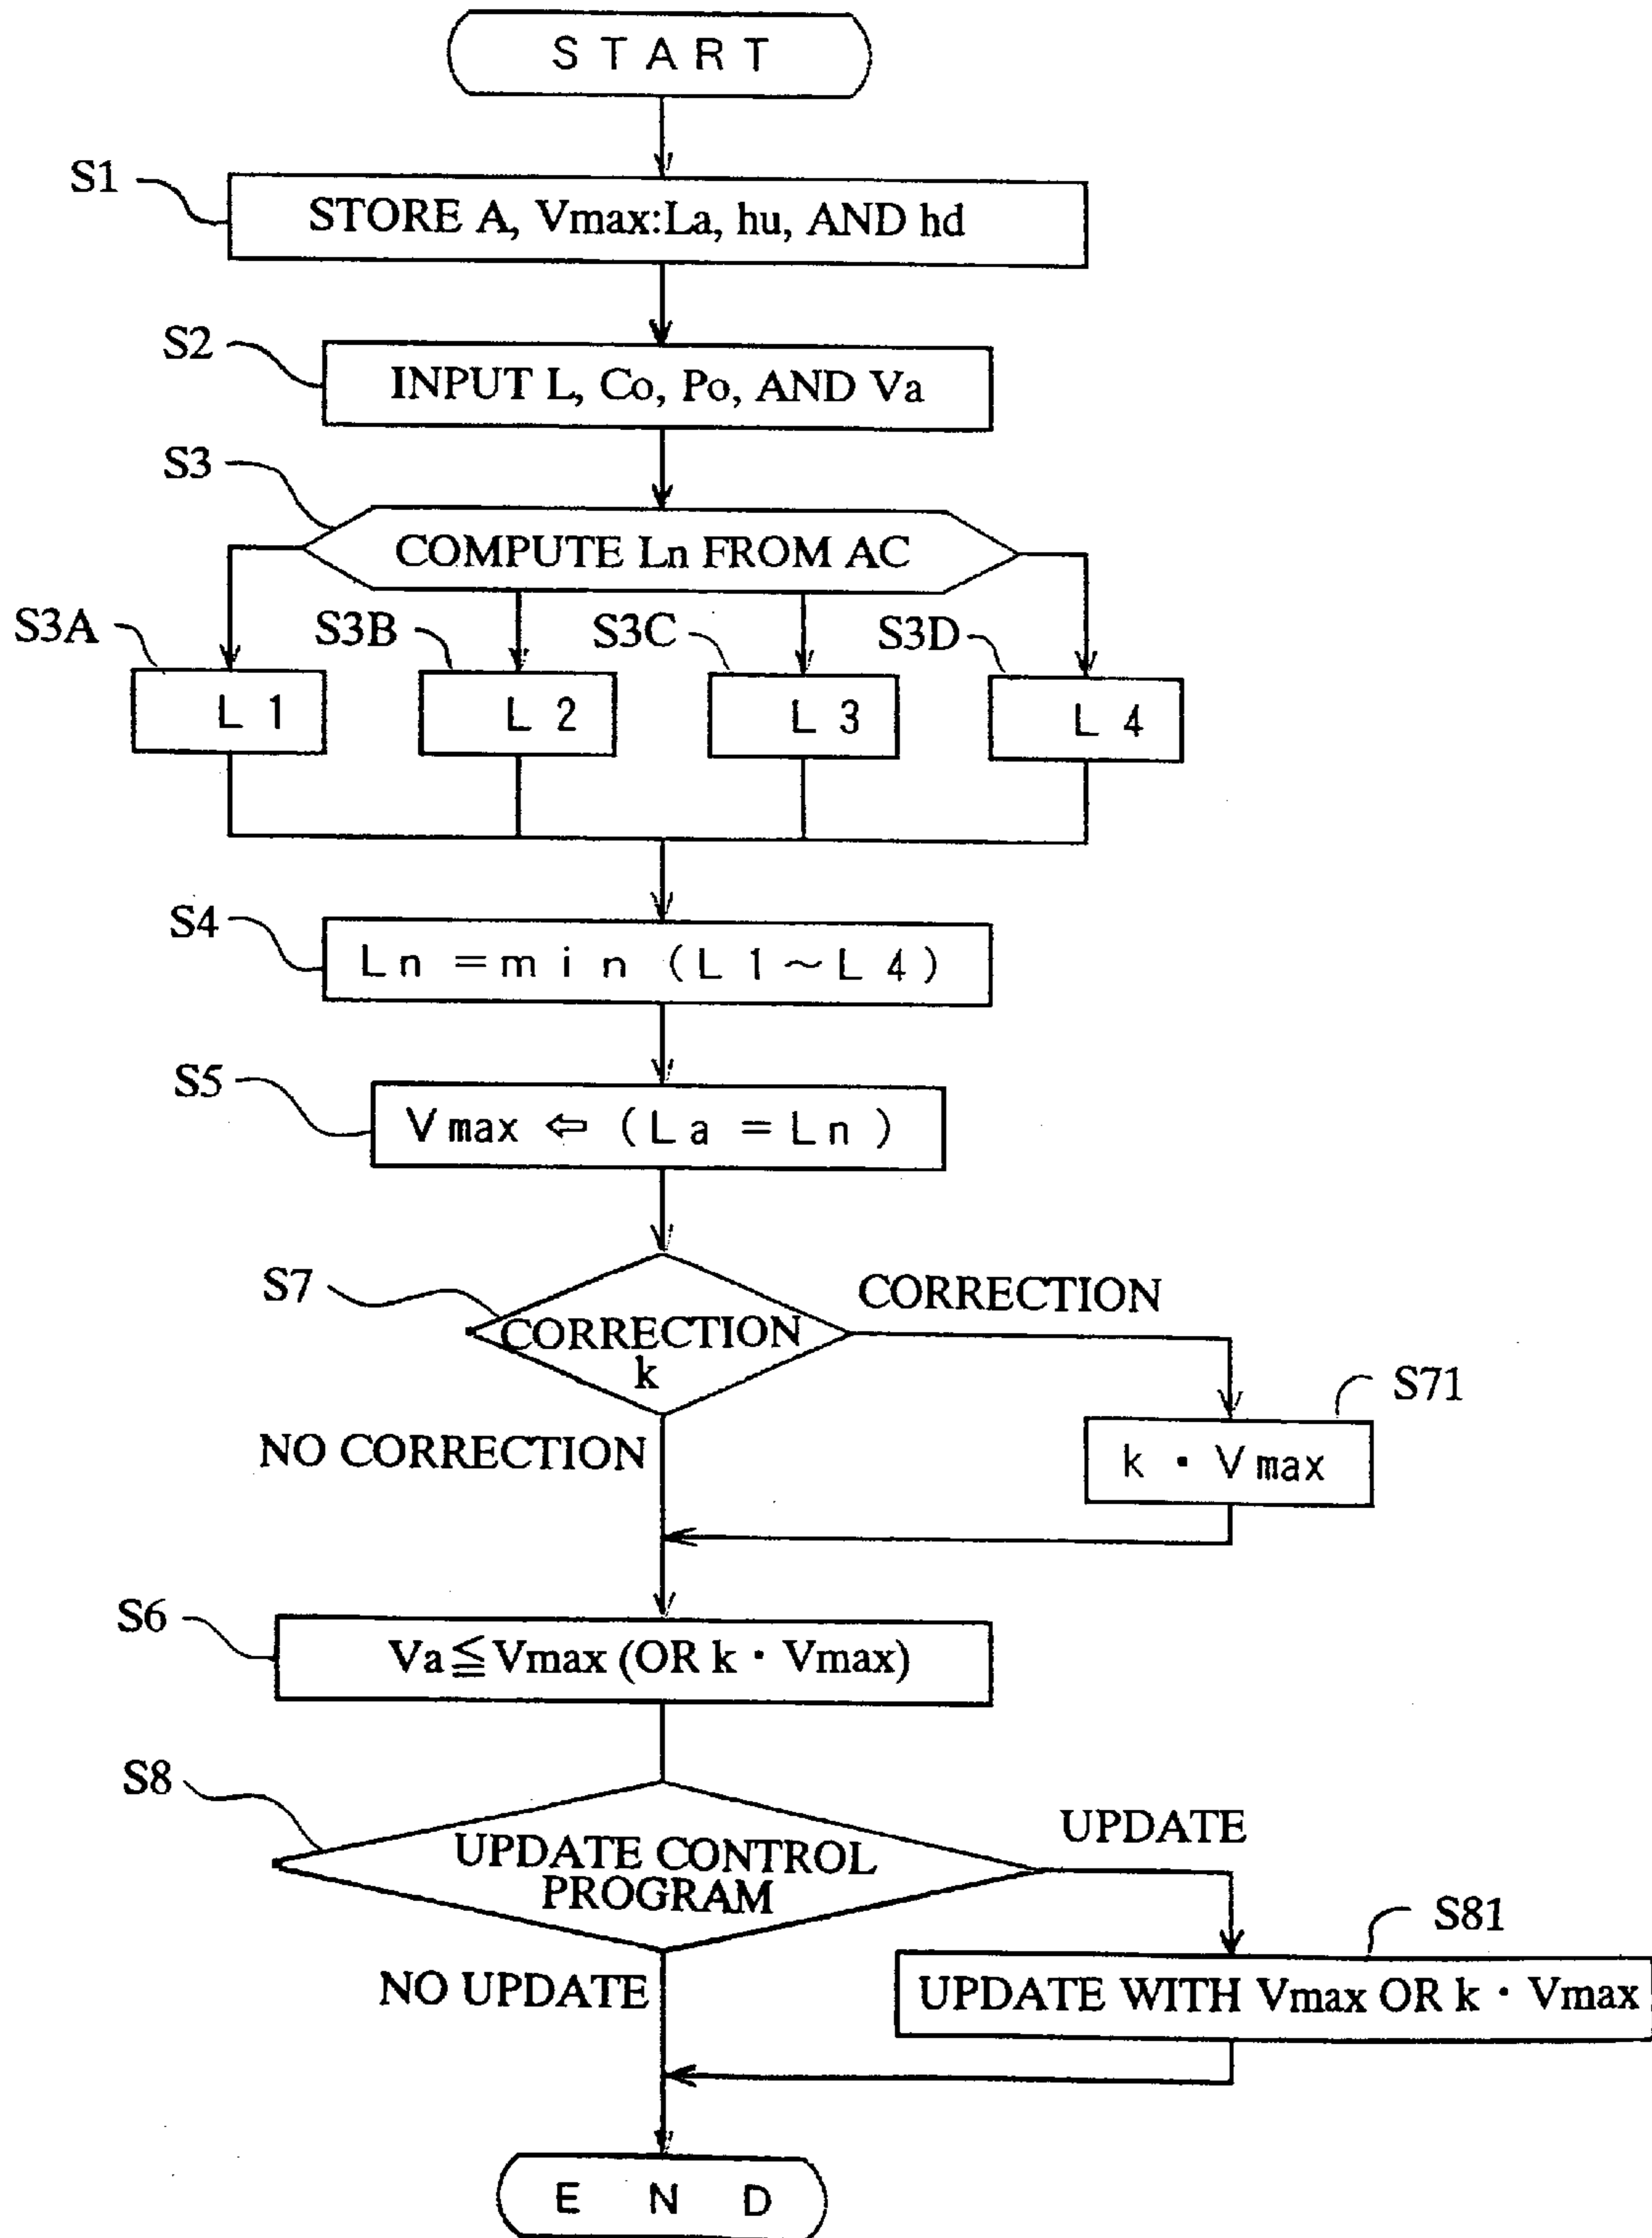 START
S1
STORE A, Vmax:La, hu, AND hd
S2
INPUT L, Co, Po, AND Va
S3
COMPUTE Ln FROM AC
S3A
S3B
S3C
S3D
L 1
L 2
L 3
L 4
S4
Ln = min (L1~L4)
S5
Vmax ⇦ (La = Ln)
S7
CORRECTION
k
CORRECTION
S71
k・Vmax
NO CORRECTION
S6
Va≦Vmax (OR k・Vmax)
S8
UPDATE CONTROL
PROGRAM
UPDATE
S81
UPDATE WITH Vmax OR k・Vmax
NO UPDATE
END